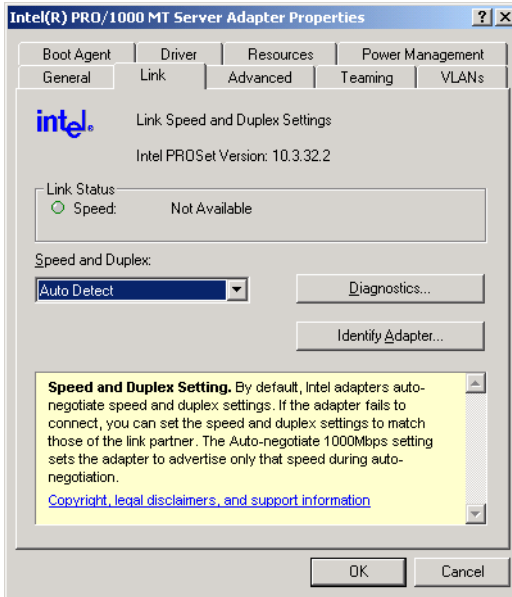 Intel(R) PRO/1000 MT Server Adapter Properties
Boot Agent Driver Resources Power Management
General Link Advanced Teaming VLANs
intel® Link Speed and Duplex Settings
Intel PROSet Version: 10.3.32.2
Link Status
Speed: Not Available
Speed and Duplex:
Auto Detect Diagnostics...
Identify Adapter...
Speed and Duplex Setting. By default, Intel adapters auto-
negotiate speed and duplex settings. If the adapter fails to
connect, you can set the speed and duplex settings to match
those of the link partner. The Auto-negotiate 1000Mbps setting
sets the adapter to advertise only that speed during auto-
negotiation.
Copyright, legal disclaimers, and support information
OK Cancel